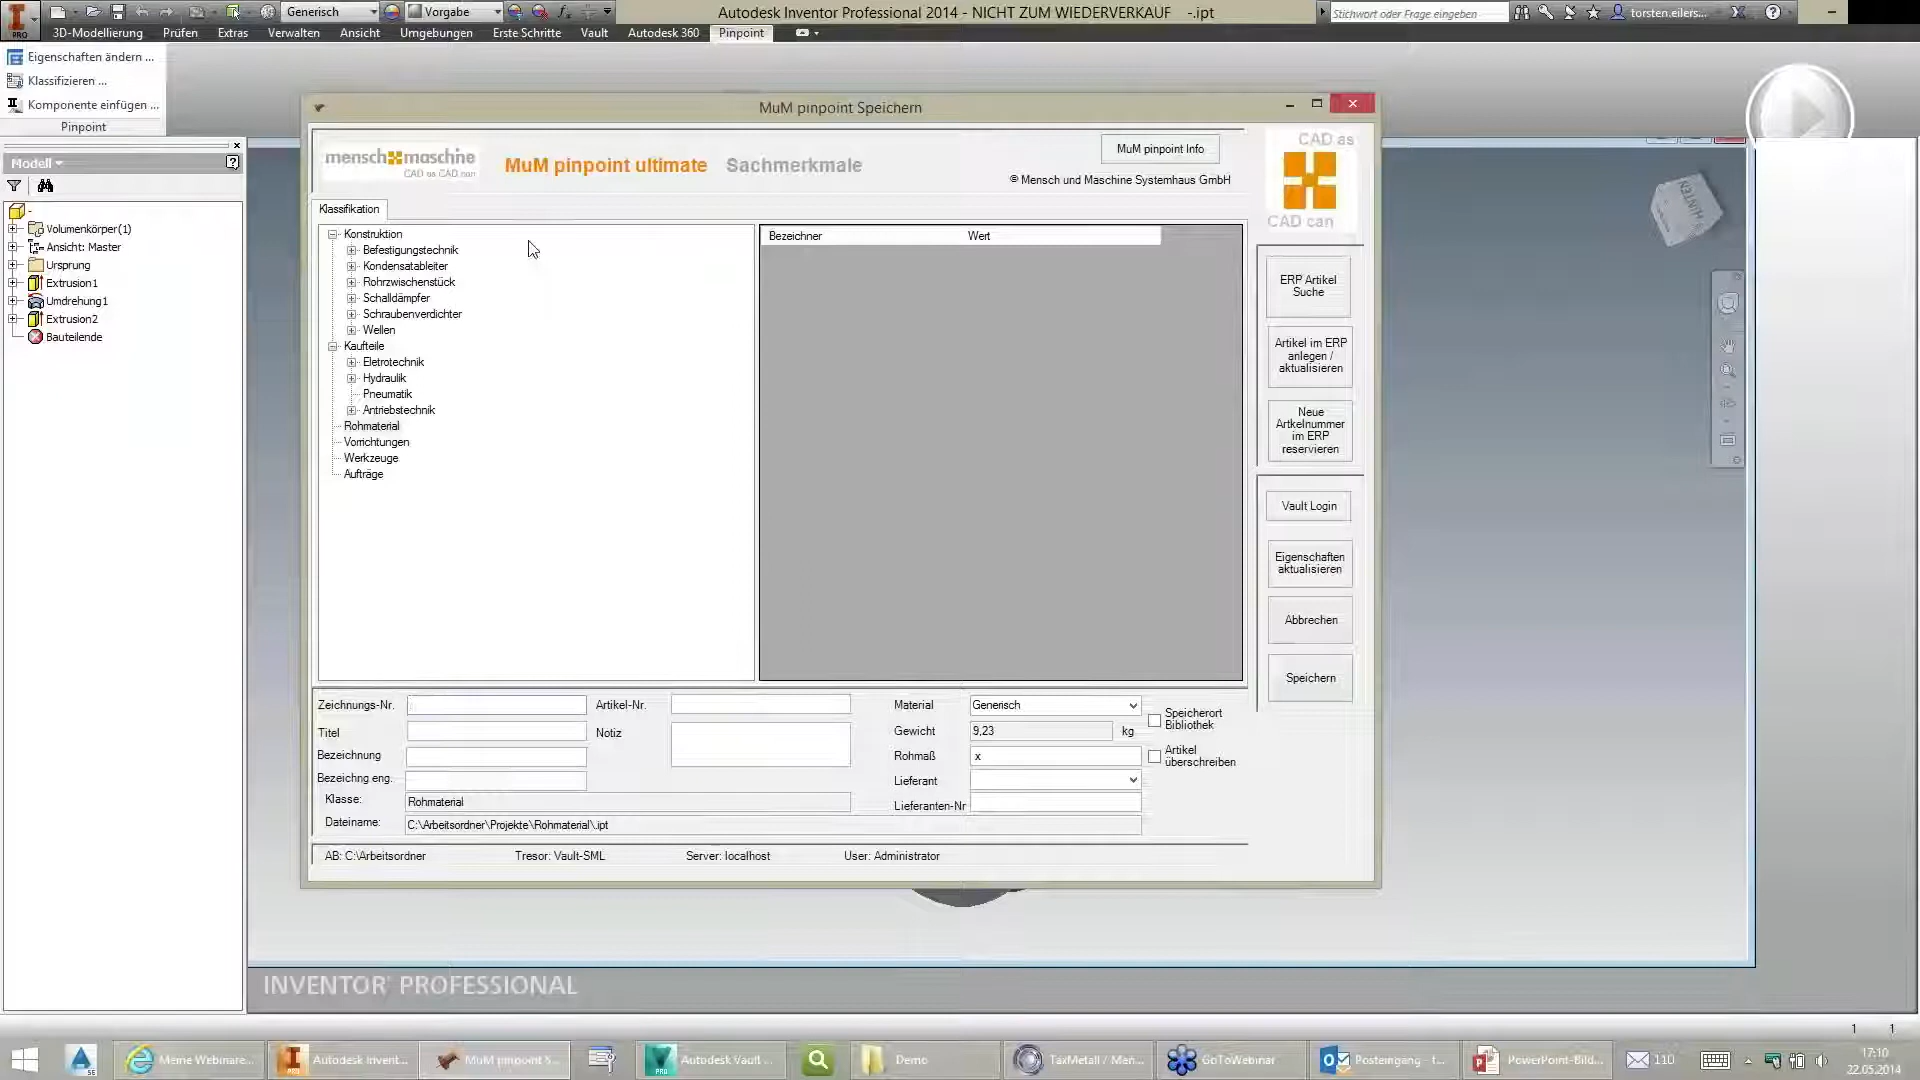 Generisch
Vorgabe
Autodesk Inventor Professional 2014 - NICHT ZUM WIEDERVERKAUF -.ipt
Stichwort oder Frage eingeben
torsten.eilers...
PRO
3D-Modellierung Prüfen Extras Verwalten Ansicht Umgebungen Erste Schritte Vault Autodesk 360 Pinpoint
Eigenschaften ändern ...
Klassifizieren ...
Komponente einfügen ...
Pinpoint
Modell
-
Volumenkörper(1)
Ansicht: Master
Ursprung
Extrusion1
Umdrehung1
Extrusion2
Bauteilende
MuM pinpoint Speichern
mensch maschine
CAD as CAD can
MuM pinpoint ultimate Sachmerkmale
MuM pinpoint Info
© Mensch und Maschine Systemhaus GmbH
CAD as
CAD can
HINTEN
Klassifikation
Konstruktion
Befestigungstechnik
Kondensatableiter
Rohrzwischenstück
Schalldämpfer
Schraubenverdichter
Wellen
Kaufteile
Eletrotechnik
Hydraulik
Pneumatik
Antriebstechnik
Rohmaterial
Vorrichtungen
Werkzeuge
Aufträge
Bezeichner Wert
ERP Artikel
Suche
Artikel im ERP
anlegen /
aktualisieren
Neue
Artkelnummer
im ERP
reservieren
Vault Login
Eigenschaften
aktualisieren
Abbrechen
Speichern
Zeichnungs-Nr.
Titel
Bezeichnung
Bezeichng eng.
Klasse: Rohmaterial
Dateiname: C:\Arbeitsordner\Projekte\Rohmaterial\.ipt
Artikel-Nr.
Notiz
Material Generisch
Gewicht 9,23 kg
Rohmaß x
Lieferant
Lieferanten-Nr
Speicherort
Bibliothek
Artikel
überschreiben
AB: C:\Arbeitsordner Tresor: Vault-SML Server: localhost User: Administrator
INVENTOR® PROFESSIONAL
1 1
Meine Webinare...
Autodesk Invent...
MuM pinpoint S...
Autodesk Vault ...
Demo
TaxMetall / Men...
GoToWebinar
Posteingang - t...
PowerPoint-Bild...
110
17:10
22.05.2014